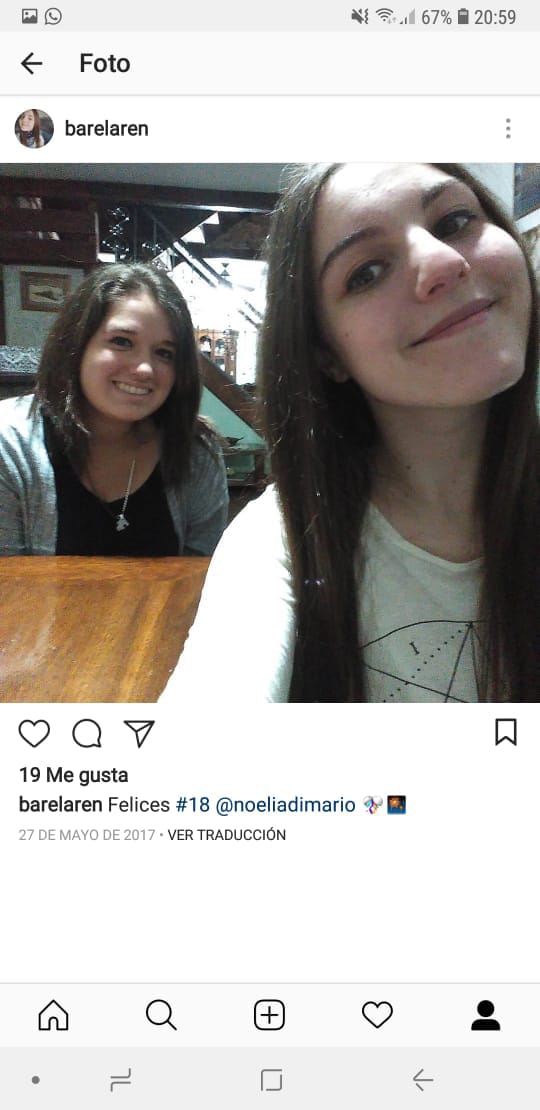 67% 20:59
Foto
barelaren
I
19 Me gusta
barelaren Felices #18 @noeliadimario
27 DE MAYO DE 2017 • VER TRADUCCIÓN